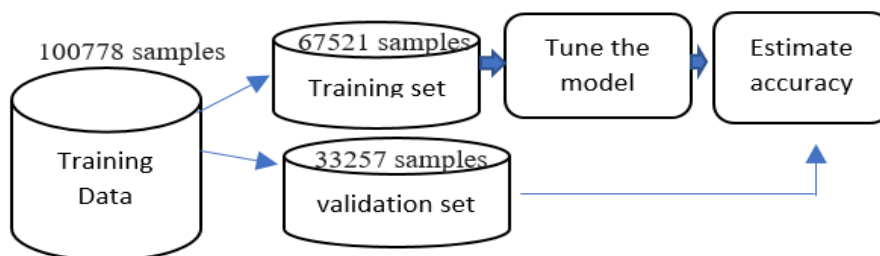 100778 samples
Training
Data
67521 samples
Training set
33257 samples
validation set
Tune the
model
Estimate
accuracy